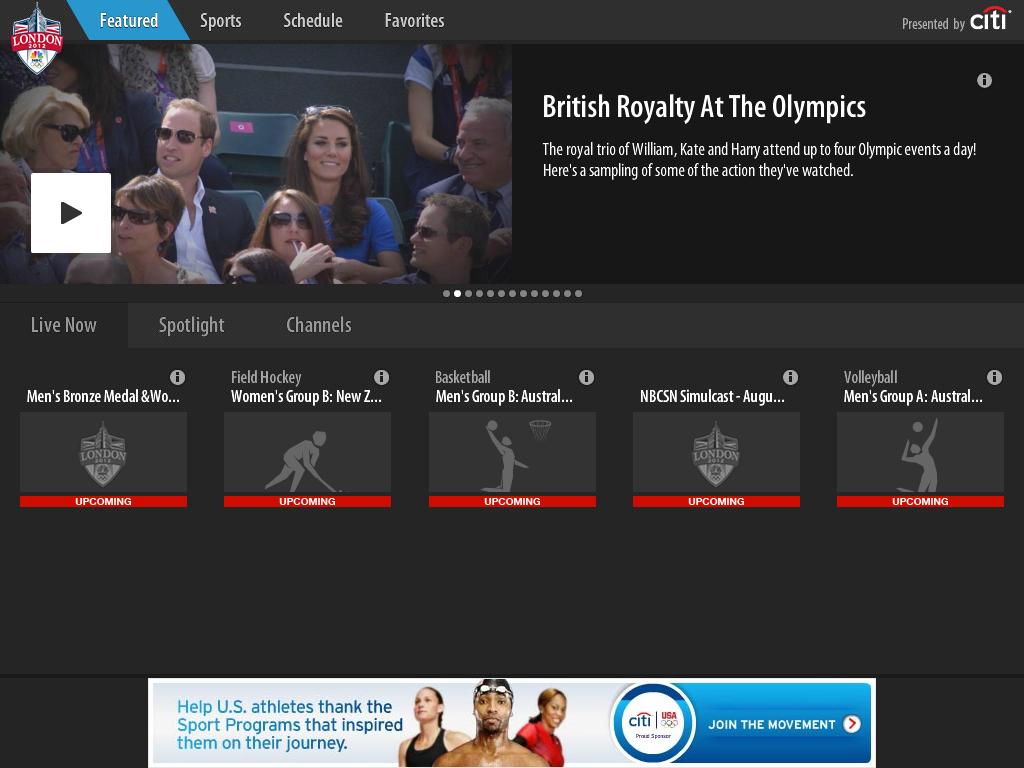 Featured
Sports
Schedule
Favorites
Presented by citi
LONDON
2012
NBC
British Royalty At The Olympics
The royal trio of William, Kate and Harry attend up to four Olympic events a day!
Here's a sampling of some of the action they've watched.
Live Now
Spotlight
Channels
Men's Bronze Medal &Wo...
Field Hockey
Women's Group B: New Z...
Basketball
Men's Group B: Austral...
NBCSN Simulcast - Augu...
Volleyball
Men's Group A: Austral...
LONDON
2012
LONDON
2012
UPCOMING
UPCOMING
UPCOMING
UPCOMING
UPCOMING
Help U.S. athletes thank the
Sport Programs that inspired
them on their journey.
citi USA
Proud Sponsor
JOIN THE MOVEMENT